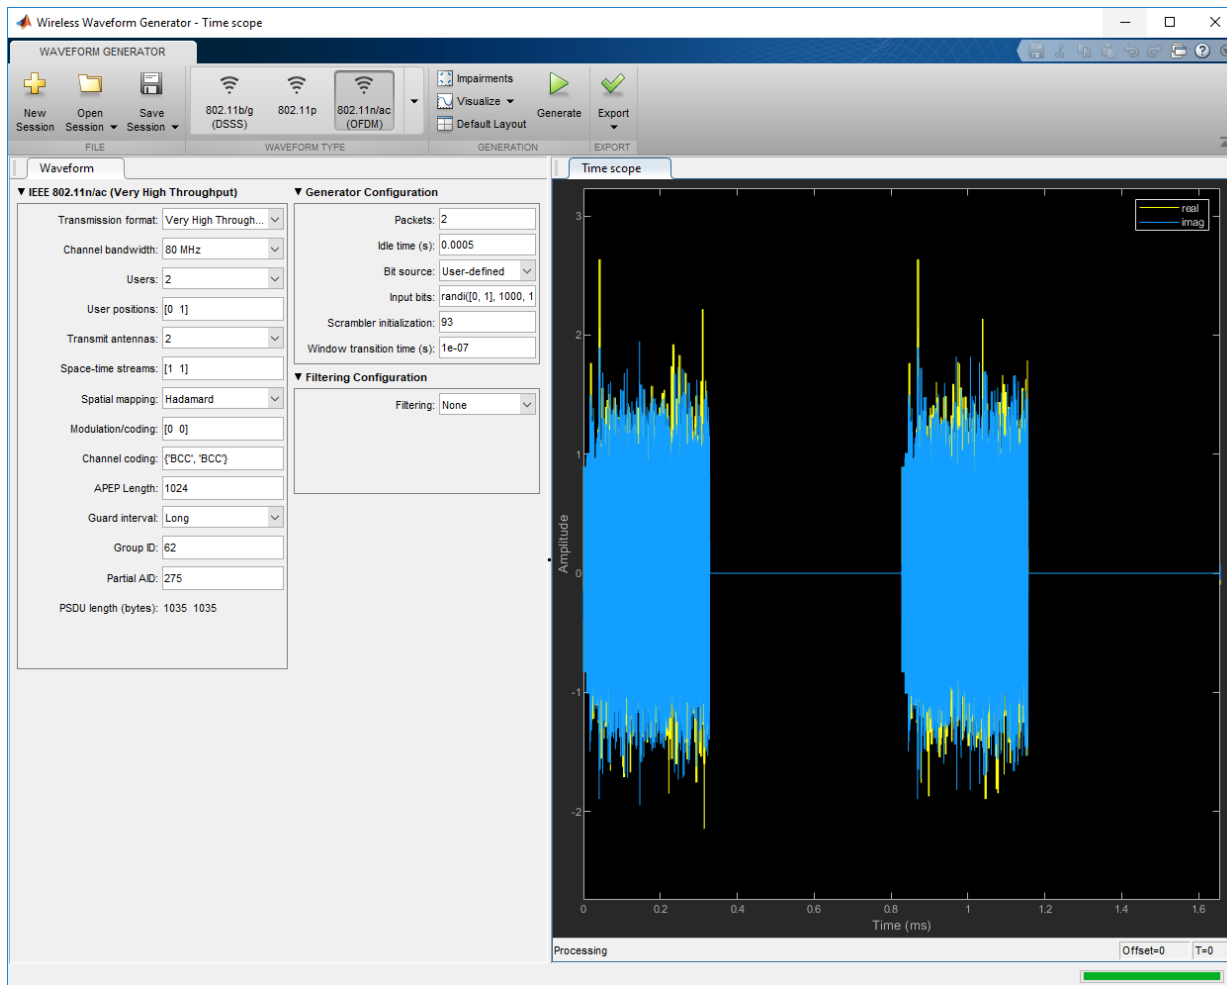 Wireless Waveform Generator - Time scope
WAVEFORM GENERATOR
New Session
Open Session
Save Session
FILE
802.11b/g (DSSS)
802.11p
802.11n/ac (OFDM)
WAVEFORM TYPE
Impairments
Visualize
Default Layout
Generate
GENERATION
Export
EXPORT
Waveform
IEEE 802.11n/ac (Very High Throughput)
Transmission format: Very High Through...
Channel bandwidth: 80 MHz
Users: 2
User positions: [0 1]
Transmit antennas: 2
Space-time streams: [1 1]
Spatial mapping: Hadamard
Modulation/coding: [0 0]
Channel coding: {'BCC', 'BCC'}
APEP Length: 1024
Guard interval: Long
Group ID: 62
Partial AID: 275
PSDU length (bytes): 1035 1035
Generator Configuration
Packets: 2
Idle time (s): 0.0005
Bit source: User-defined
Input bits: randi([0, 1], 1000, 1
Scrambler initialization: 93
Window transition time (s): 1e-07
Filtering Configuration
Filtering: None
Time scope
real
imag
3
2
1
0
-1
-2
Amplitude
0 0.2 0.4 0.6 0.8 1 1.2 1.4 1.6
Time (ms)
Processing
Offset=0
T=0